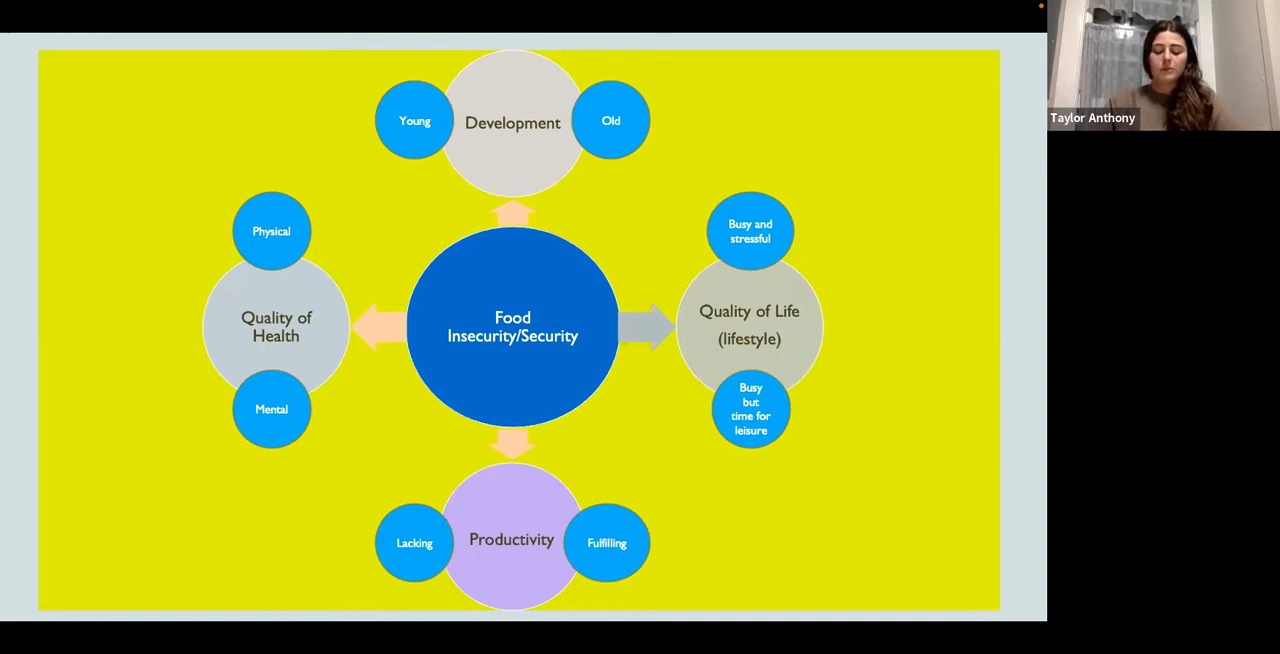 Taylor Anthony
Young
Development
Old
Physical
Busy and
stressful
Quality of
Health
Food
Insecurity/Security
Quality of Life
(lifestyle)
Mental
Busy
but
time for
leisure
Lacking
Productivity
Fulfilling